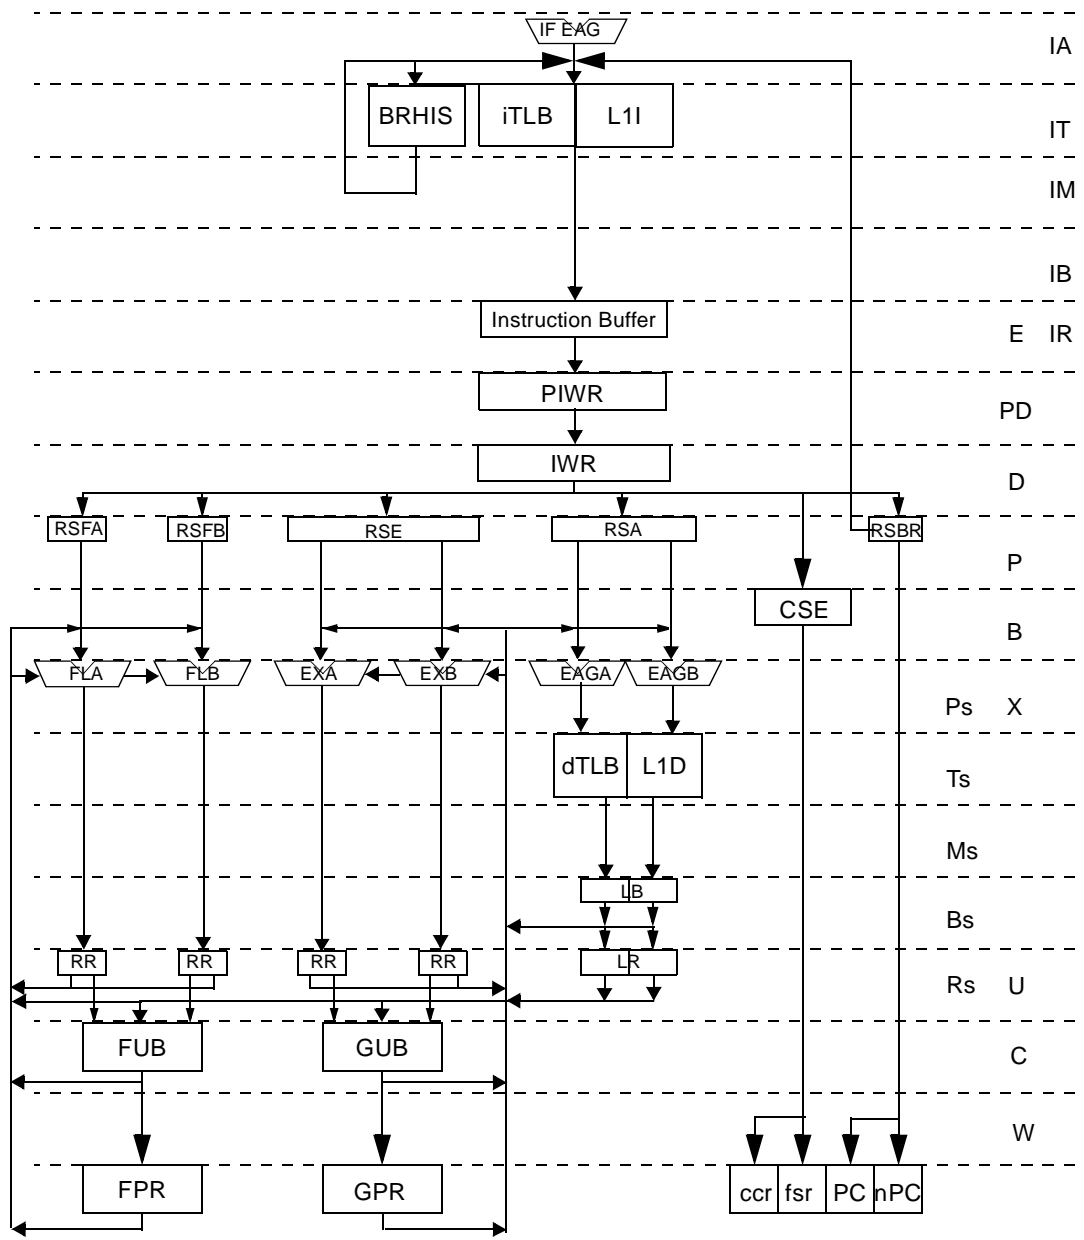 IF EAG
IA
BRHIS iTLB L1I
IT
IM
IB
Instruction Buffer
E IR
PIWR
PD
IWR
D
RSFA RSFB RSE RSA RSBR
P
CSE
B
FLA FLB EXA EXB EAGA EAGB
Ps X
dTLB L1D
Ts
Ms
LB
Bs
RR RR RR RR LR
Rs U
FUB GUB
C
W
FPR GPR ccr fsr PC nPC